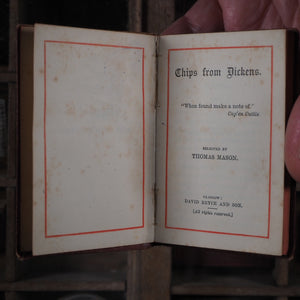 Chips from Dickens.
"When found make a note of."
Cap'en Cuttle
SELECTED BY
THOMAS MASON.
GLASGOW:
DAVID BRYCE AND SON.
[All rights reserved.]